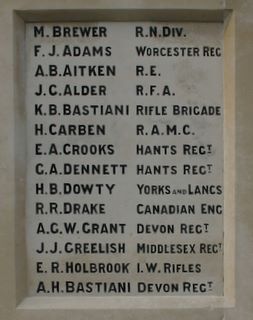 M. BREWER R.N. DIV.
F. J. ADAMS WORCESTER REG
A. B. AITKEN R.E.
J. C. ALDER R.F.A.
K. B. BASTIANI RIFLE BRIGADE
H. CARBEN R.A.M.C.
E. A. CROOKS HANTS REGT
G. A. DENNETT HANTS REGT
H. B. DOWTY YORKS AND LANCS
R. R. DRAKE CANADIAN ENG
A. G. W. GRANT DEVON REGT
J. J. GREELISH MIDDLESEX REGT
E. R. HOLBROOK I.W. RIFLES
A. H. BASTIANI DEVON REGT